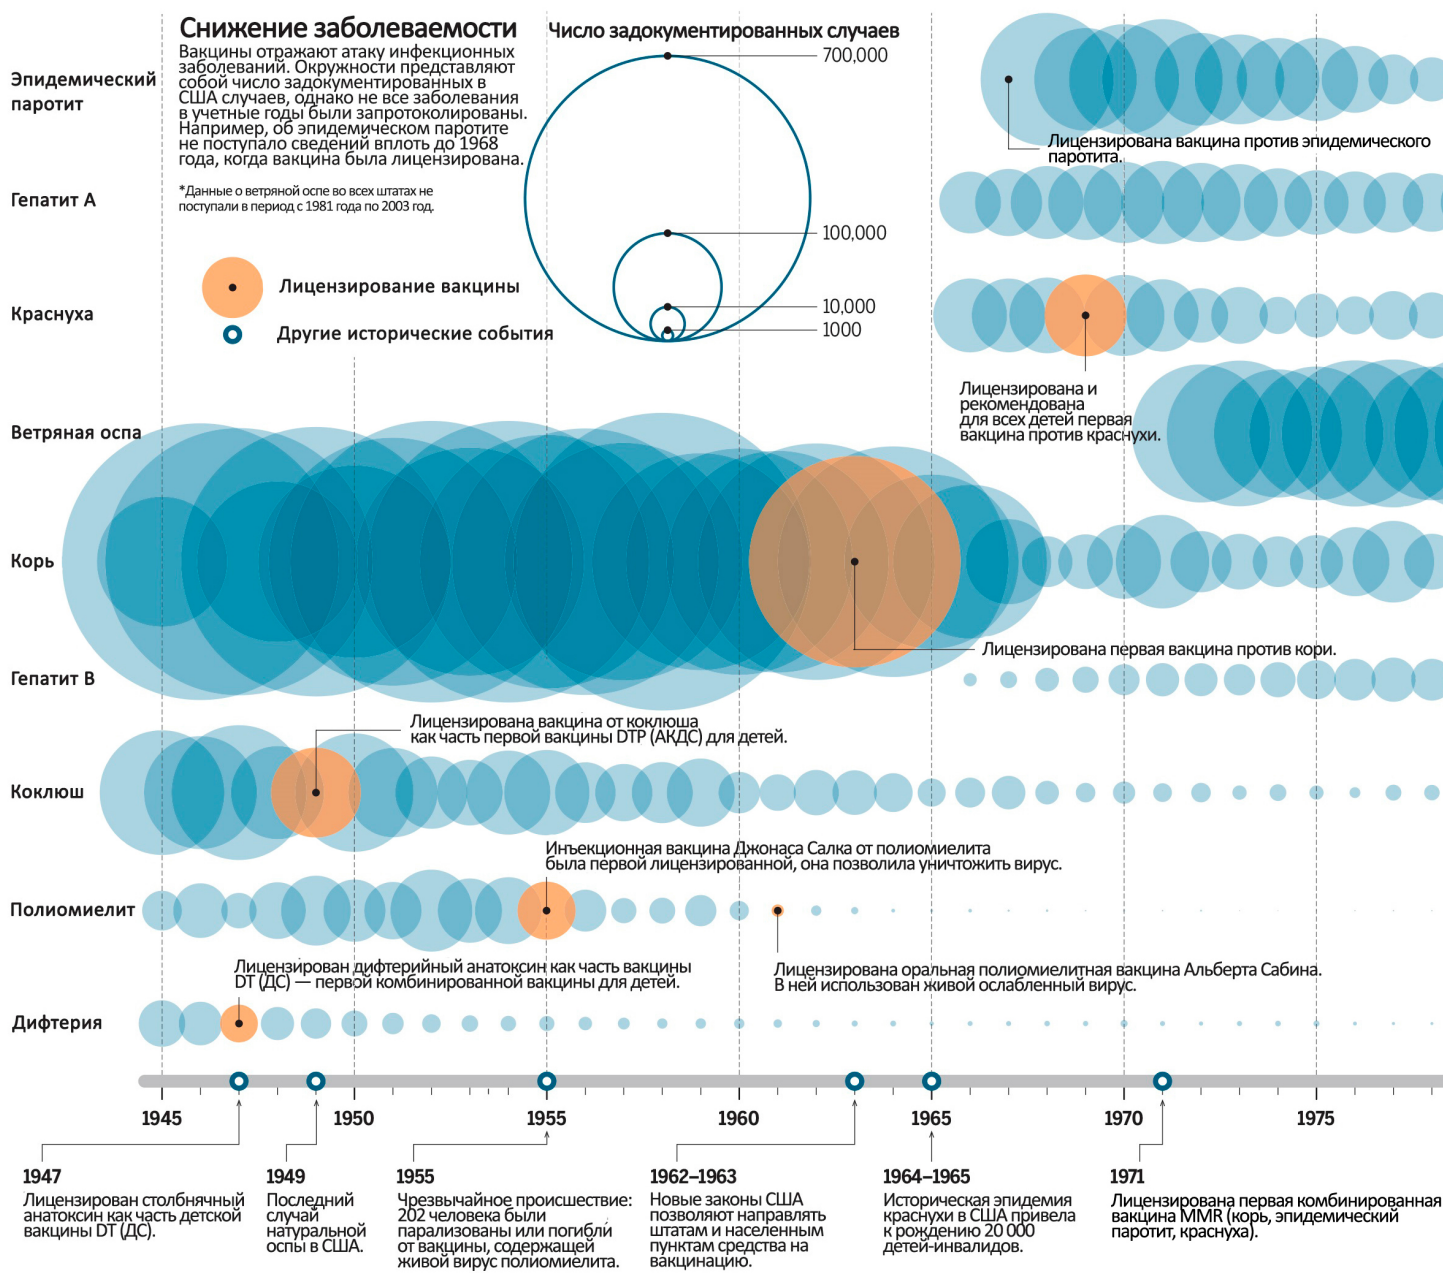 Снижение заболеваемости
Вакцины отражают атаку инфекционных
заболеваний. Окружности представляют
собой число задокументированных в
США случаев, однако не все заболевания
в учетные годы были запротоколированы.
Например, об эпидемическом паротите
не поступало сведений вплоть до 1968
года, когда вакцина была лицензирована.
*Данные о ветряной оспе во всех штатах не
поступали в период с 1981 года по 2003 год.
Лицензирование вакцины
Другие исторические события
Число задокументированных случаев
700,000
100,000
10,000
1000
Эпидемический
паротит
Лицензирована вакцина против эпидемического
паротита.
Гепатит А
Краснуха
Лицензирована и
рекомендована
для всех детей первая
вакцина против краснухи.
Ветряная оспа
Корь
Лицензирована первая вакцина против кори.
Гепатит В
Лицензирована вакцина от коклюша
как часть первой вакцины DTP (АКДС) для детей.
Коклюш
Инъекционная вакцина Джонаса Салка от полиомиелита
была первой лицензированной, она позволила уничтожить вирус.
Полиомиелит
Лицензирована оральная полиомиелитная вакцина Альберта Сабина.
В ней использован живой ослабленный вирус.
Лицензирован дифтерийный анатоксин как часть вакцины
DT (ДС) — первой комбинированной вакцины для детей.
Дифтерия
1945
1950
1955
1960
1965
1970
1975
1947
Лицензирован столбнячный
анатоксин как часть детской
вакцины DT (ДС).
1949
Последний
случай
натуральной
оспы в США.
1955
Чрезвычайное происшествие:
202 человека были
парализованы или погибли
от вакцины, содержащей
живой вирус полиомиелита.
1962–1963
Новые законы США
позволяют направлять
штатам и населенным
пунктам средства на
вакцинацию.
1964–1965
Историческая эпидемия
краснухи в США привела
к рождению 20 000
детей-инвалидов.
1971
Лицензирована первая комбинированная
вакцина MMR (корь, эпидемический
паротит, краснуха).